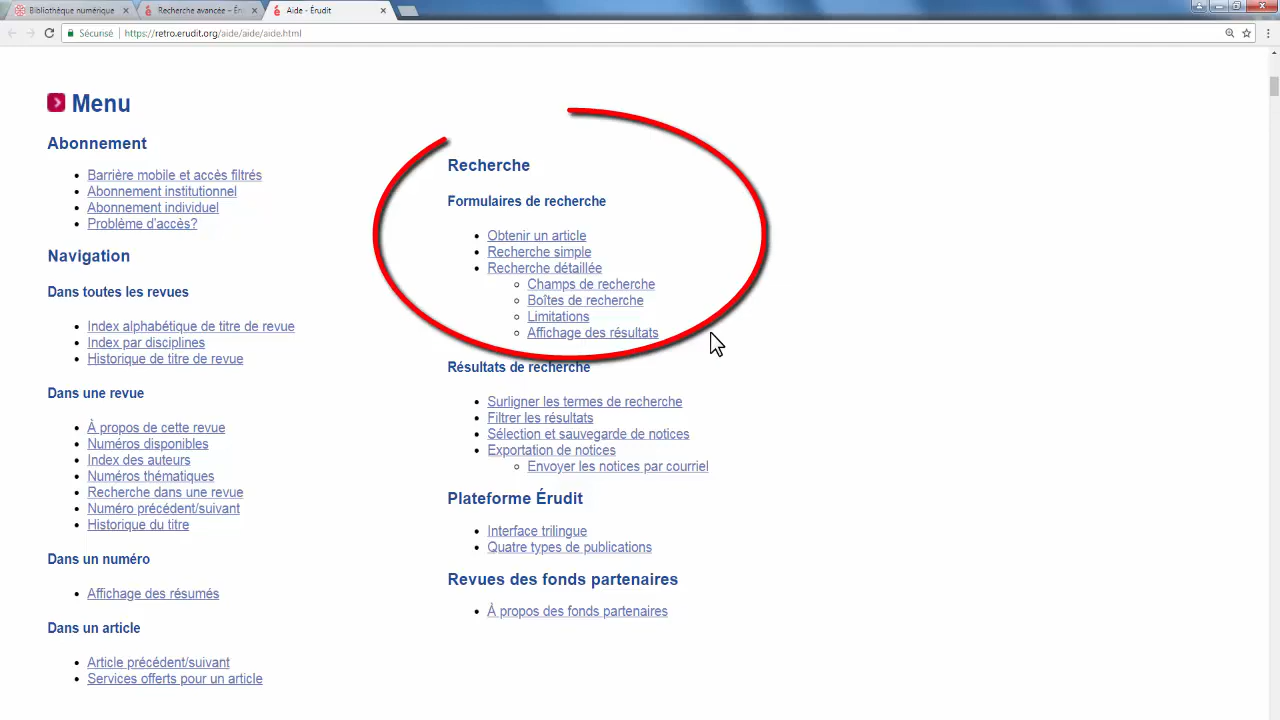 Bibliothèque numérique
Recherche avancée – Éru
Aide - Érudit
Sécurisé
https://retro.erudit.org/aide/aide/aide.html
Menu
Abonnement
Barrière mobile et accès filtrés
Abonnement institutionnel
Abonnement individuel
Problème d'accès?
Navigation
Dans toutes les revues
Index alphabétique de titre de revue
Index par disciplines
Historique de titre de revue
Dans une revue
À propos de cette revue
Numéros disponibles
Index des auteurs
Numéros thématiques
Recherche dans une revue
Numéro précédent/suivant
Historique du titre
Dans un numéro
Affichage des résumés
Dans un article
Article précédent/suivant
Services offerts pour un article
Recherche
Formulaires de recherche
Obtenir un article
Recherche simple
Recherche détaillée
Champs de recherche
Boîtes de recherche
Limitations
Affichage des résultats
Résultats de recherche
Surligner les termes de recherche
Filtrer les résultats
Sélection et sauvegarde de notices
Exportation de notices
Envoyer les notices par courriel
Plateforme Érudit
Interface trilingue
Quatre types de publications
Revues des fonds partenaires
À propos des fonds partenaires